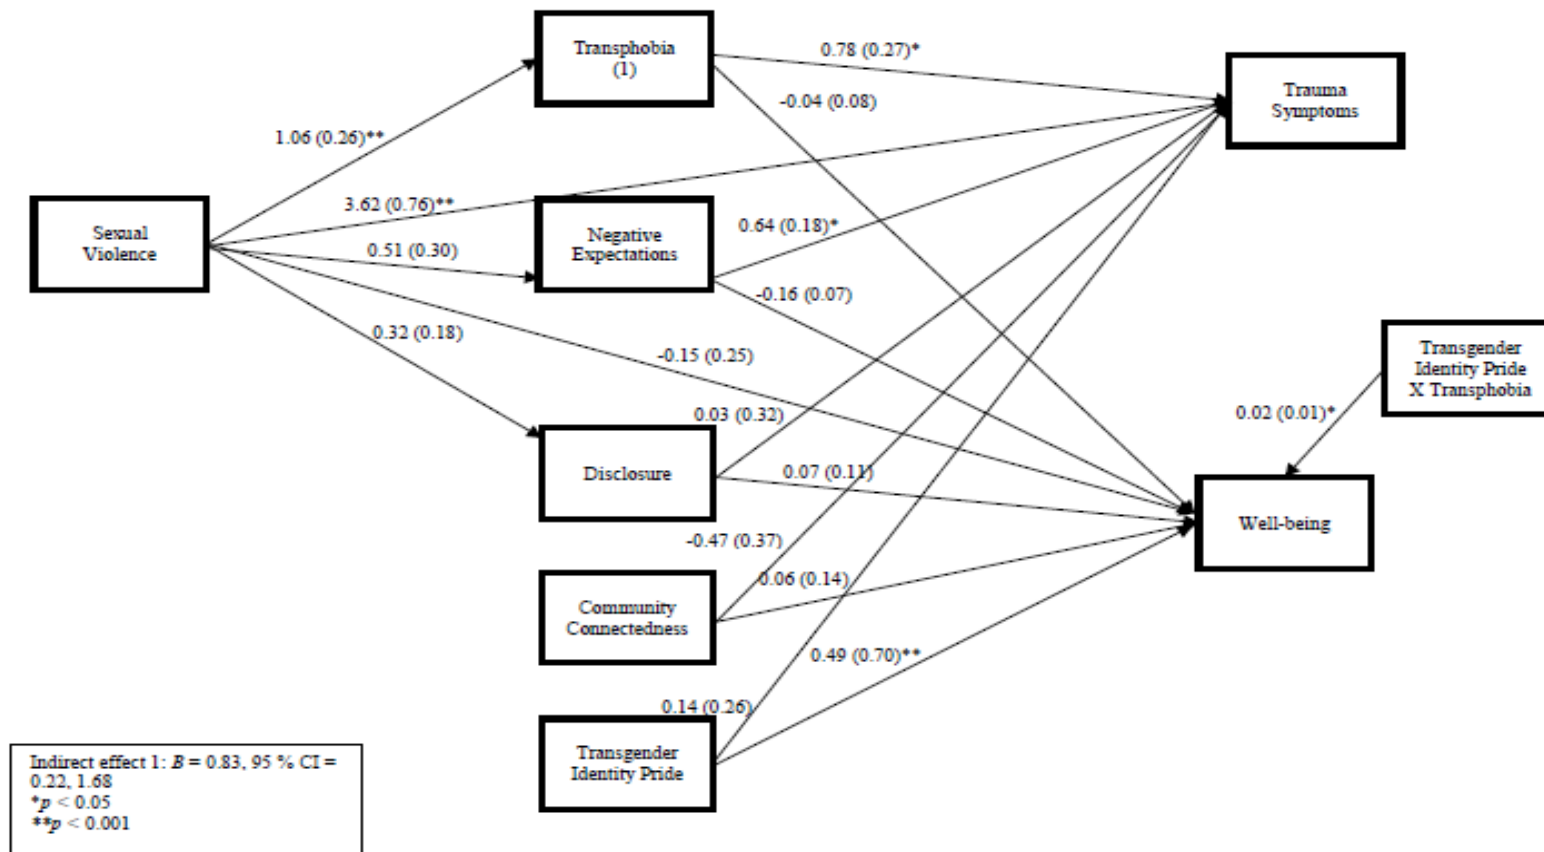 Transphobia
(1)
0.78 (0.27)*
Trauma
Symptoms
-0.04 (0.08)
1.06 (0.26)**
3.62 (0.76)**
Sexual
Violence
0.51 (0.30)
Negative
Expectations
0.64 (0.18)*
-0.16 (0.07)
0.32 (0.18)
-0.15 (0.25)
Transgender
Identity Pride
X Transphobia
0.02 (0.01)*
0.03 (0.32)
Disclosure
0.07 (0.11)
Well-being
-0.47 (0.37)
0.06 (0.14)
Community
Connectedness
0.49 (0.70)**
0.14 (0.26)
Transgender
Identity Pride
Indirect effect 1: B = 0.83, 95 % CI =
0.22, 1.68
*p < 0.05
**p < 0.001